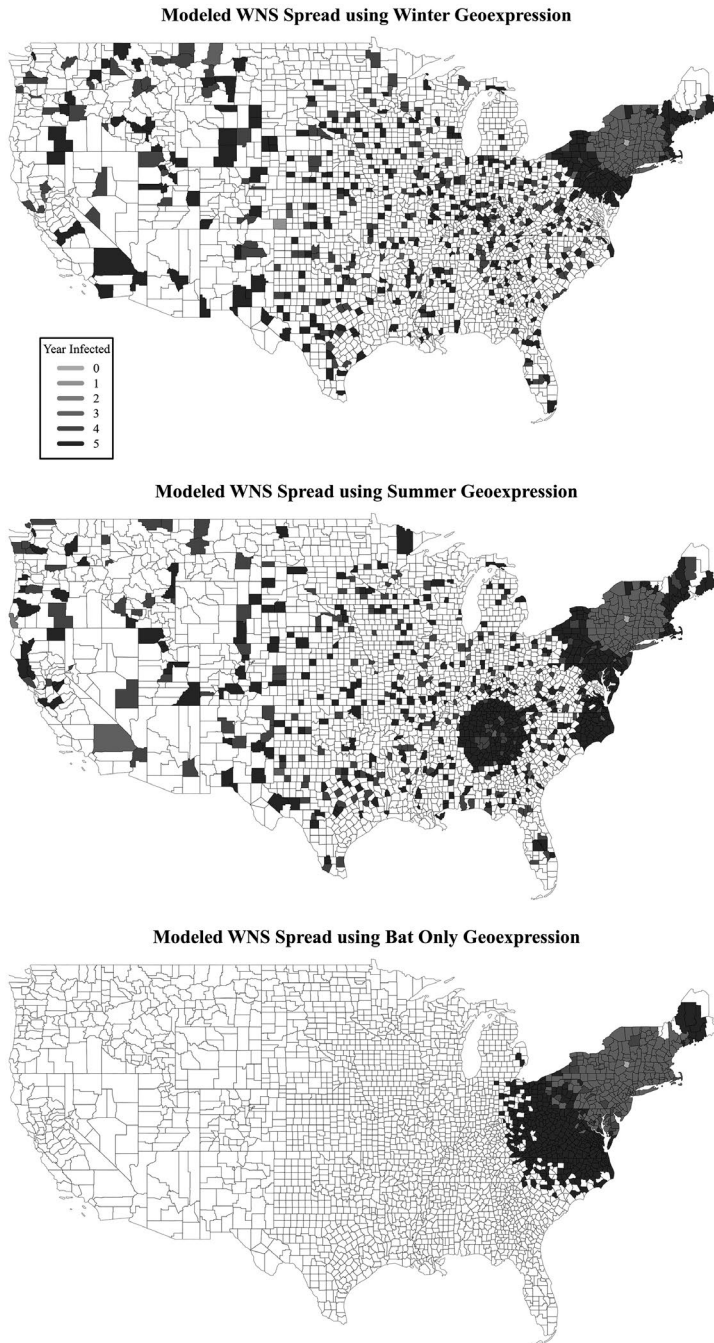 Modeled WNS Spread using Winter Geoexpression
Year Infected
0
1
2
3
4
5
Modeled WNS Spread using Summer Geoexpression
Modeled WNS Spread using Bat Only Geoexpression